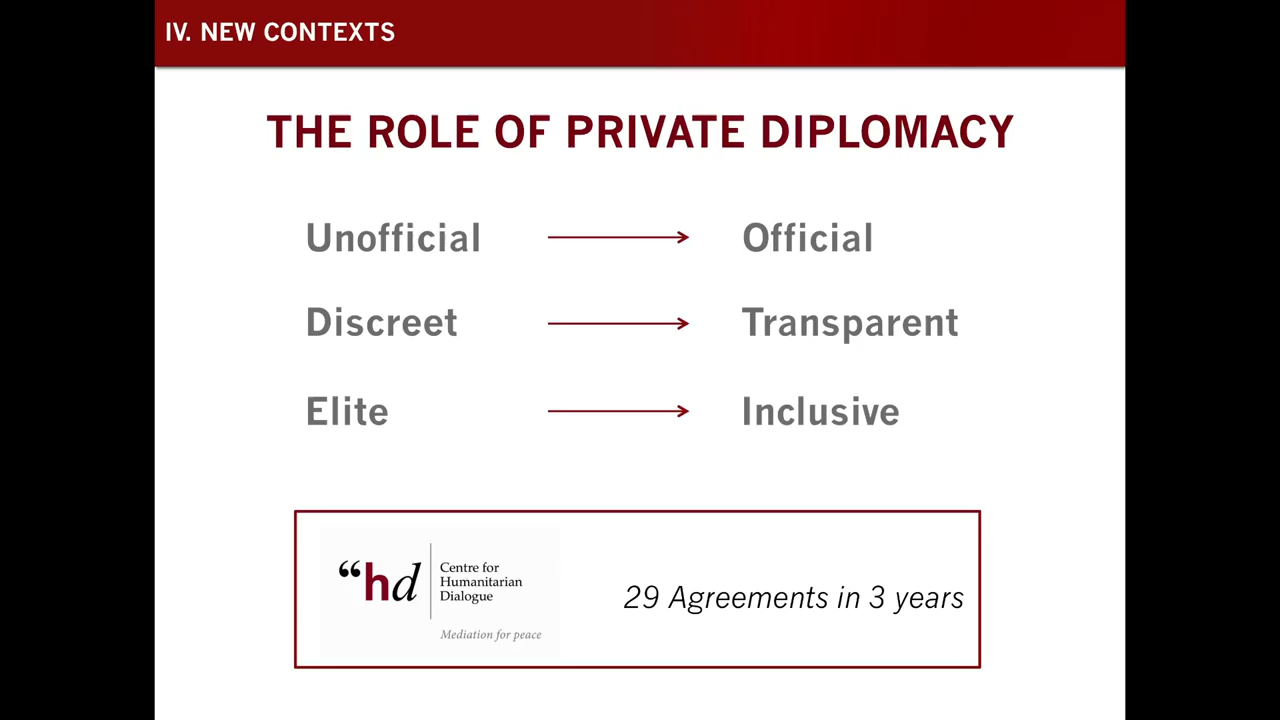 IV. NEW CONTEXTS
THE ROLE OF PRIVATE DIPLOMACY
Unofficial Official
Discreet Transparent
Elite Inclusive
“hd
Centre for
Humanitarian
Dialogue
Mediation for peace
29 Agreements in 3 years